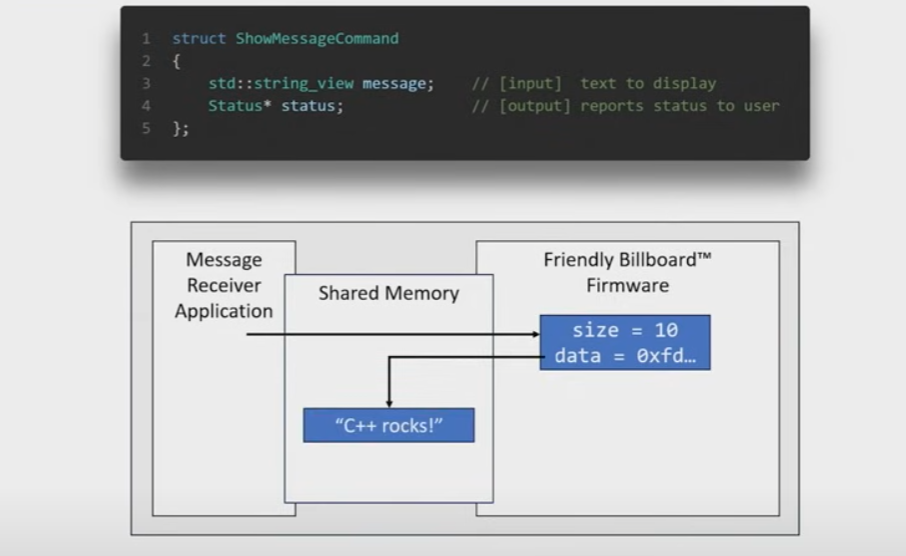 1 struct ShowMessageCommand
2 {
3 std::string_view message; // [input] text to display
4 Status* status; // [output] reports status to user
5 };
Message
Receiver
Application
Shared Memory
“C++ rocks!”
Friendly Billboard™
Firmware
size = 10
data = 0xfd…